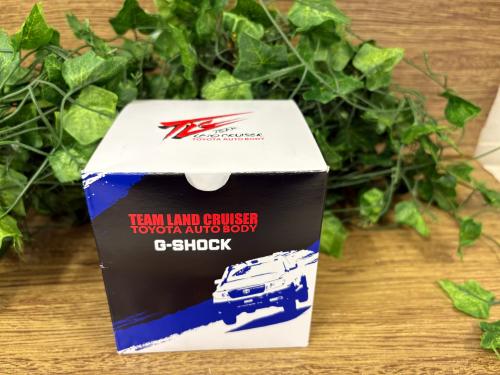 TLC
TEAM
LAND CRUISER
TOYOTA AUTO BODY
TEAM LAND CRUISER
TOYOTA AUTO BODY
G-SHOCK